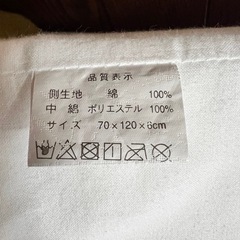 品質表示
側生地 綿 100%
中綿 ポリエステル 100%
サイズ 70×120×6cm